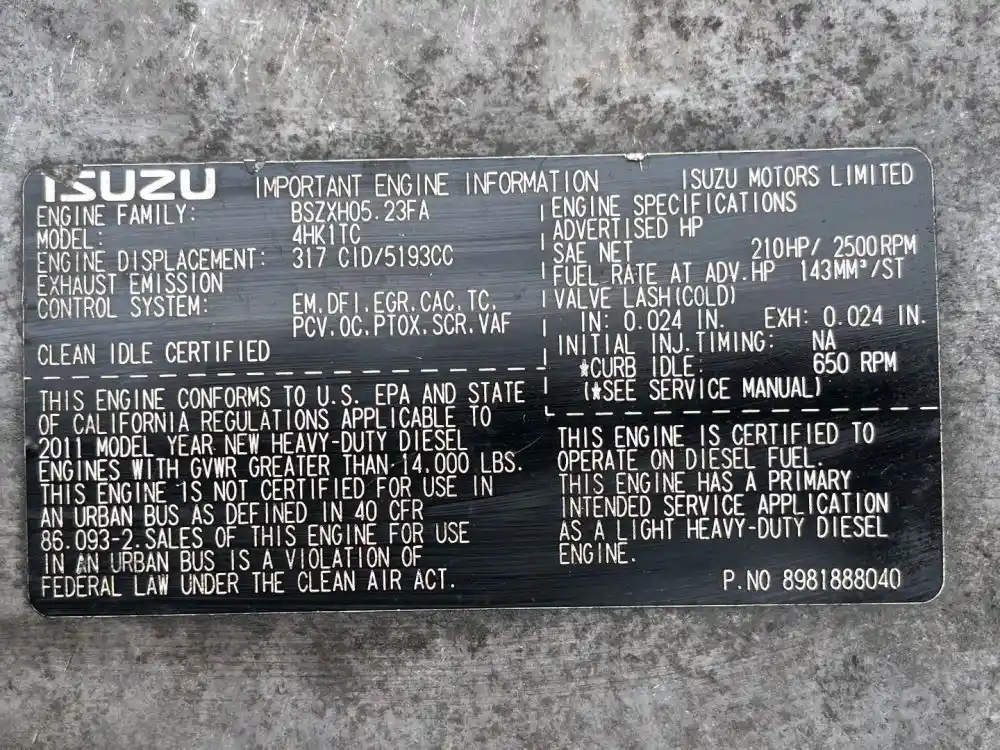 ISUZU IMPORTANT ENGINE INFORMATION ISUZU MOTORS LIMITED
ENGINE FAMILY: BSZXH05.23FA
MODEL: 4HK1TC
ENGINE DISPLACEMENT: 317 CID/5193CC
EXHAUST EMISSION
CONTROL SYSTEM: EM.DFI.EGR.CAC.TC.
PCV.OC.PTOX.SCR.VAF
CLEAN IDLE CERTIFIED
THIS ENGINE CONFORMS TO U.S. EPA AND STATE
OF CALIFORNIA REGULATIONS APPLICABLE TO
2011 MODEL YEAR NEW HEAVY-DUTY DIESEL
ENGINES WITH GVWR GREATER THAN 14.000 LBS.
THIS ENGINE IS NOT CERTIFIED FOR USE IN
AN URBAN BUS AS DEFINED IN 40 CFR
86.093-2.SALES OF THIS ENGINE FOR USE
IN AN URBAN BUS IS A VIOLATION OF
FEDERAL LAW UNDER THE CLEAN AIR ACT.
ENGINE SPECIFICATIONS
ADVERTISED HP
SAE NET 210HP/ 2500RPM
FUEL RATE AT ADV.HP 143MM³/ST
VALVE LASH(COLD)
IN: 0.024 IN. EXH: 0.024 IN.
INITIAL INJ.TIMING: NA
*CURB IDLE: 650 RPM
(*SEE SERVICE MANUAL)
THIS ENGINE IS CERTIFIED TO
OPERATE ON DIESEL FUEL.
THIS ENGINE HAS A PRIMARY
INTENDED SERVICE APPLICATION
AS A LIGHT HEAVY-DUTY DIESEL
ENGINE.
P.NO 8981888040